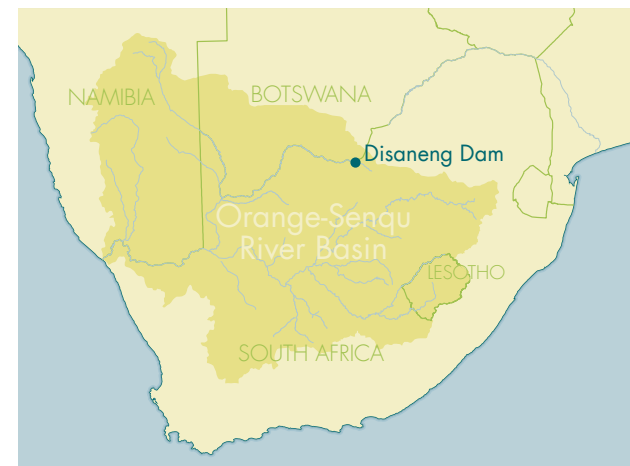 NAMIBIA
BOTSWANA
Disaneng Dam
Orange-Senqu
River Basin
LESOTHO
SOUTH AFRICA